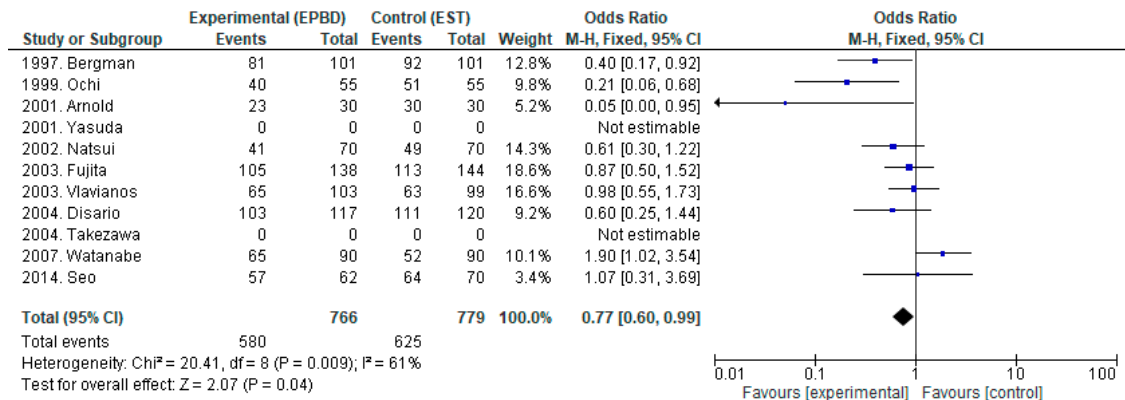 Experimental (EPBD) Control (EST) Odds Ratio Odds Ratio
Study or Subgroup Events Total Events Total Weight M-H, Fixed, 95% CI M-H, Fixed, 95% CI
1997. Bergman 81 101 92 101 12.8% 0.40 [0.17, 0.92]
1999. Ochi 40 55 51 55 9.8% 0.21 [0.06, 0.68]
2001. Arnold 23 30 30 30 5.2% 0.05 [0.00, 0.95]
2001. Yasuda 0 0 0 0 Not estimable
2002. Natsui 41 70 49 70 14.3% 0.61 [0.30, 1.22]
2003. Fujita 105 138 113 144 18.6% 0.87 [0.50, 1.52]
2003. Vlavianos 65 103 63 99 16.6% 0.98 [0.55, 1.73]
2004. Disario 103 117 111 120 9.2% 0.60 [0.25, 1.44]
2004. Takezawa 0 0 0 0 Not estimable
2007. Watanabe 65 90 52 90 10.1% 1.90 [1.02, 3.54]
2014. Seo 57 62 64 70 3.4% 1.07 [0.31, 3.69]
Total (95% CI) 766 779 100.0% 0.77 [0.60, 0.99]
Total events 580 625
Heterogeneity: Chi² = 20.41, df = 8 (P = 0.009); I² = 61%
Test for overall effect: Z = 2.07 (P = 0.04)
0.01 0.1 1 10 100
Favours [experimental] Favours [control]